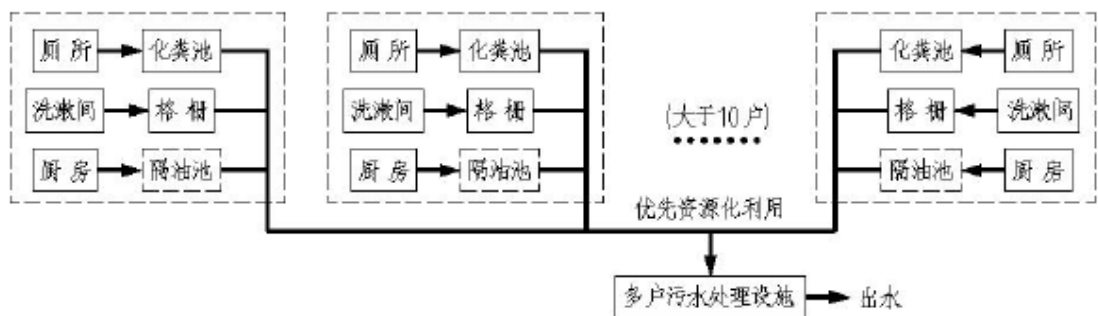 厕所 化粪池 厕所 化粪池 化粪池 厕所
洗漱间 格栅 洗漱间 格栅 (大于10户) 格栅 洗漱间
厨房 隔油池 厨房 隔油池 隔油池 厨房
优先资源化利用
多户污水处理设施 出水